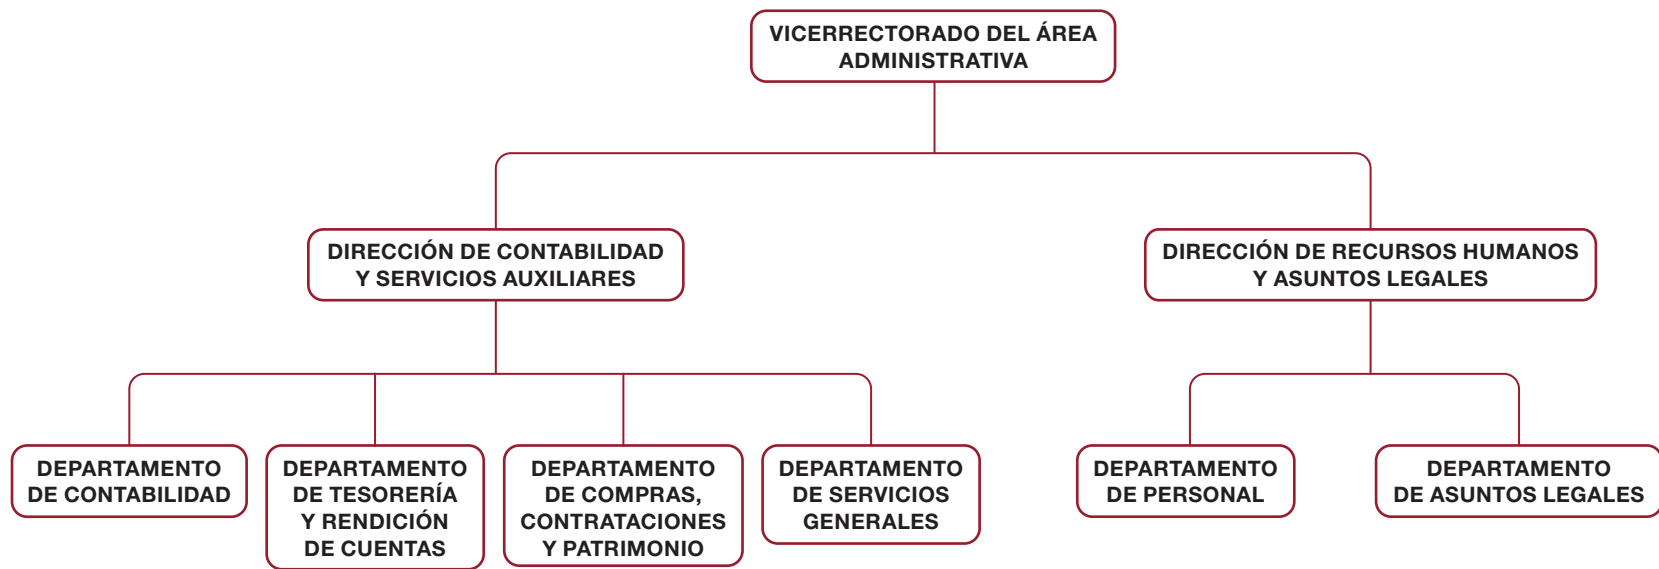 VICERRECTORADO DEL ÁREA
ADMINISTRATIVA
DIRECCIÓN DE CONTABILIDAD
Y SERVICIOS AUXILIARES
DIRECCIÓN DE RECURSOS HUMANOS
Y ASUNTOS LEGALES
DEPARTAMENTO
DE CONTABILIDAD
DEPARTAMENTO
DE TESORERÍA
Y RENDICIÓN
DE CUENTAS
DEPARTAMENTO
DE COMPRAS,
CONTRATACIONES
Y PATRIMONIO
DEPARTAMENTO
DE SERVICIOS
GENERALES
DEPARTAMENTO
DE PERSONAL
DEPARTAMENTO
DE ASUNTOS LEGALES